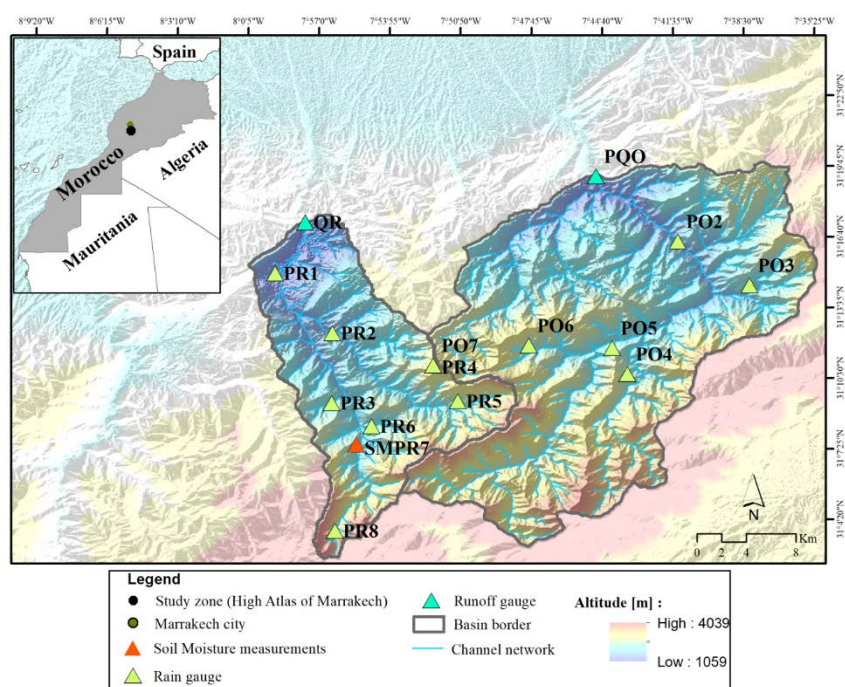 8°9'20"W 8°6'15"W 8°3'10"W 8°0'5"W 7°57'0"W 7°53'55"W 7°50'50"W 7°47'45"W 7°44'40"W 7°41'35"W 7°38'30"W 7°35'25"W
Spain
Morocco
Algeria
Mauritania
31°22'50"N
31°19'45"N
31°16'40"N
31°13'35"N
31°10'30"N
31°7'25"N
31°4'20"N
PQO
QR
PO2
PR1
PO3
PR2
PO6
PO5
PO7
PR4
PO4
PR3
PR5
PR6
SMPR7
PR8
N
0 2 4 8
Km
Legend
Study zone (High Atlas of Marrakech)
Marrakech city
Soil Moisture measurements
Rain gauge
Runoff gauge
Basin border
Channel network
Altitude [m] :
High : 4039
Low : 1059